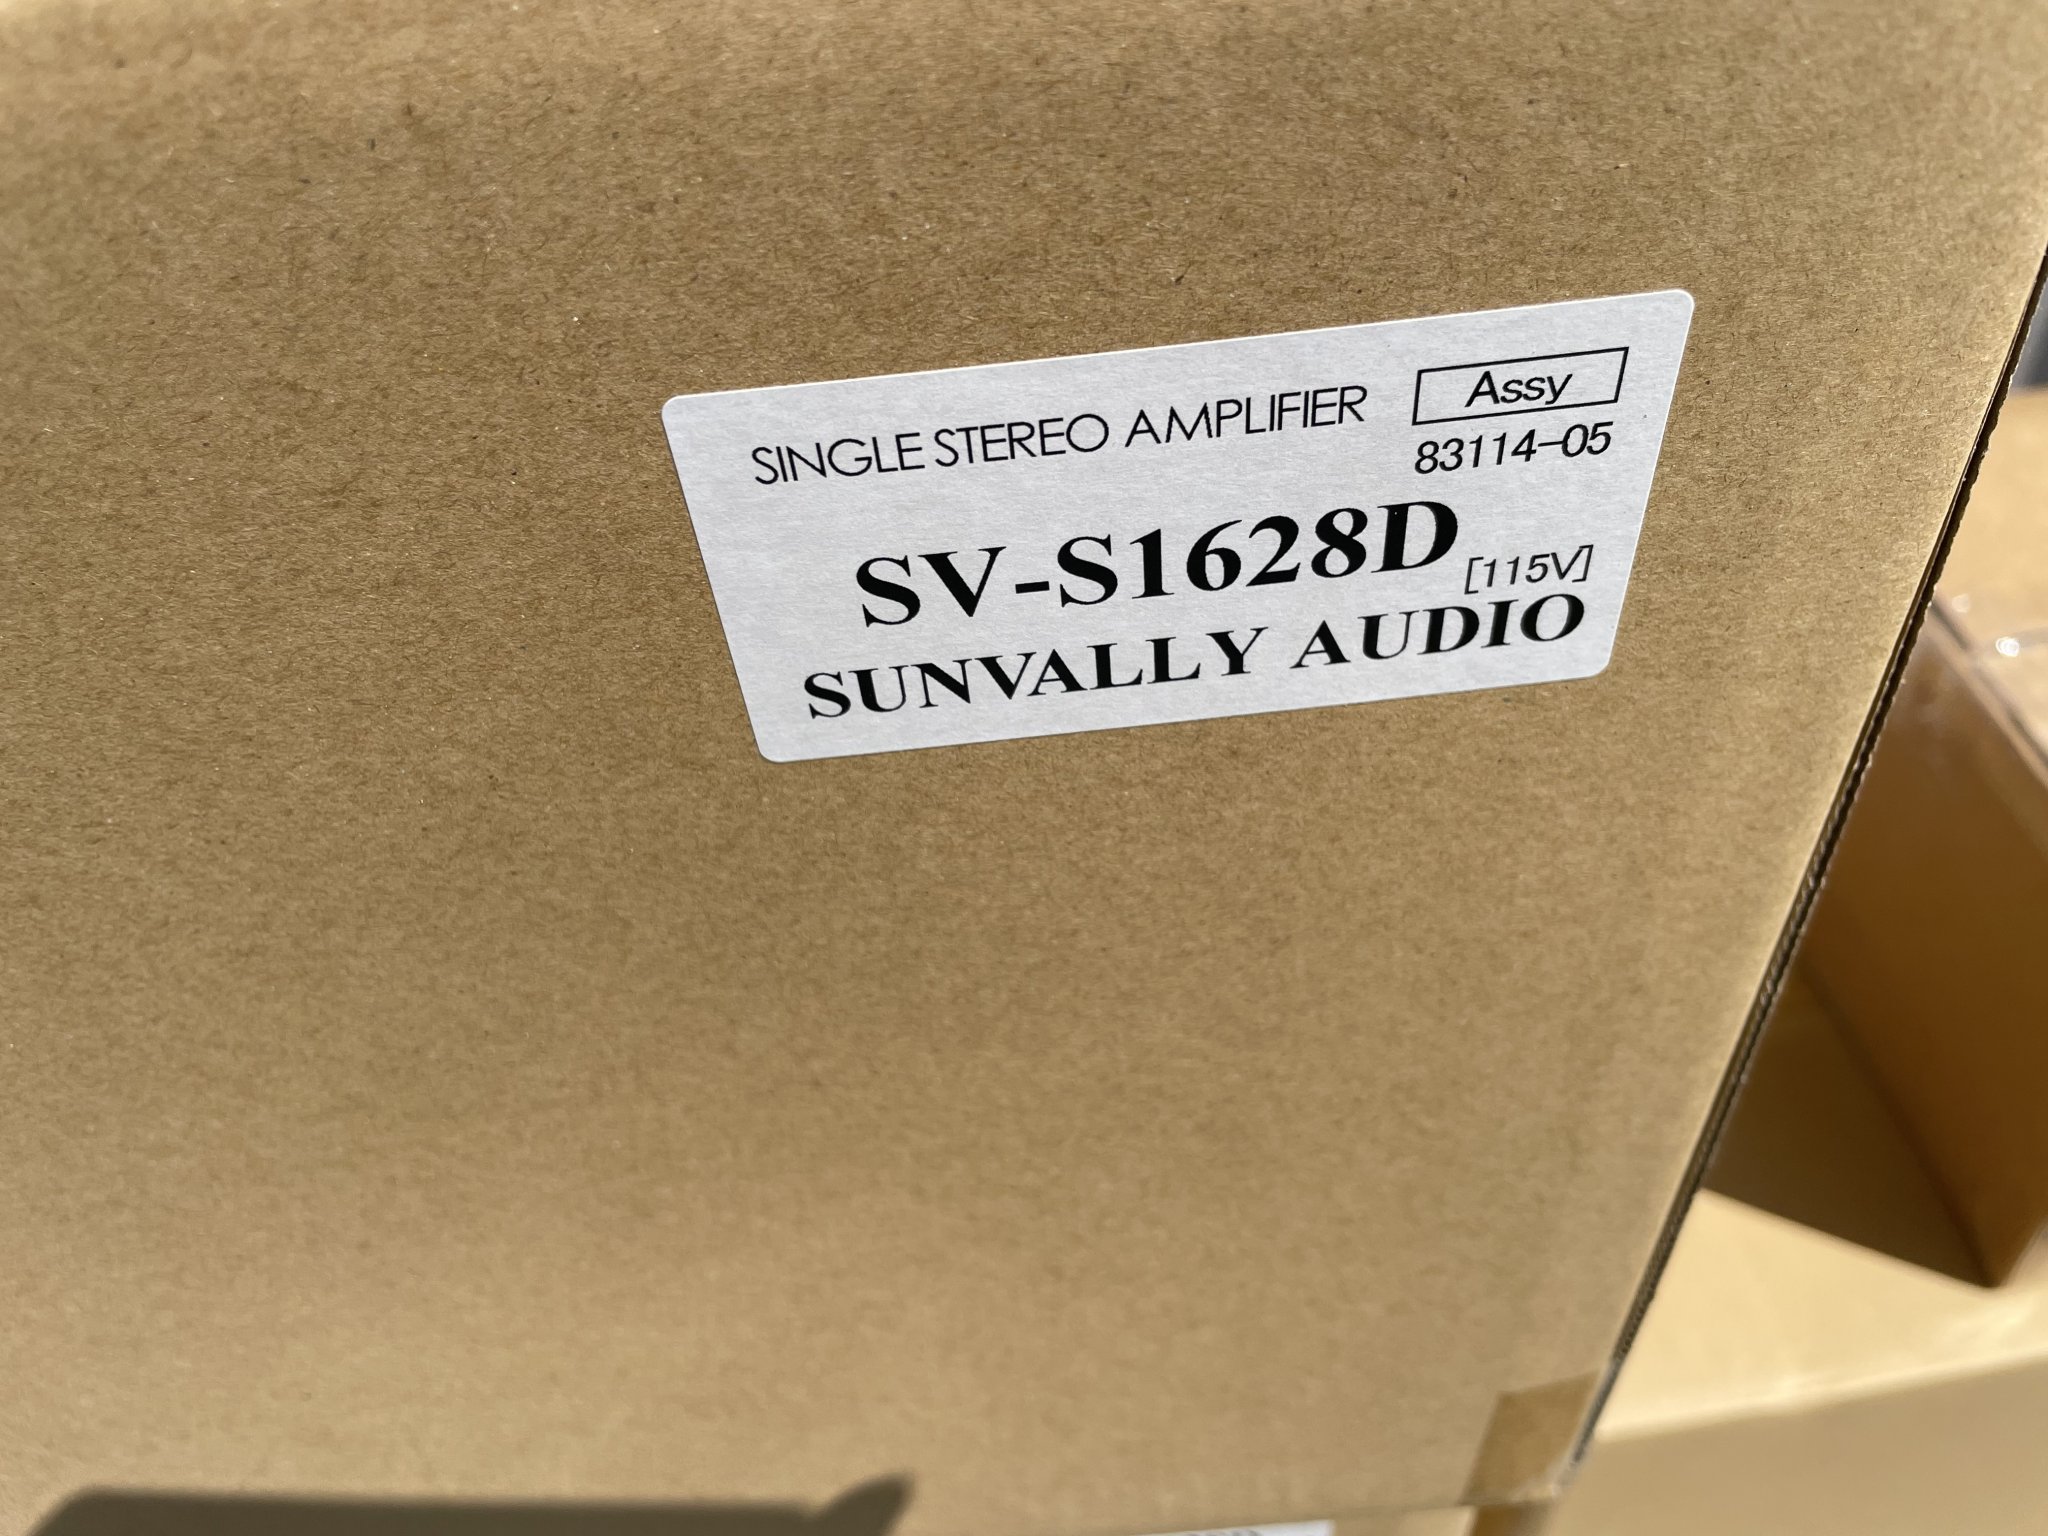 SINGLE STEREO AMPLIFIER
Assy
83114-05
SV-S1628D
[115V]
SUNVALLY AUDIO